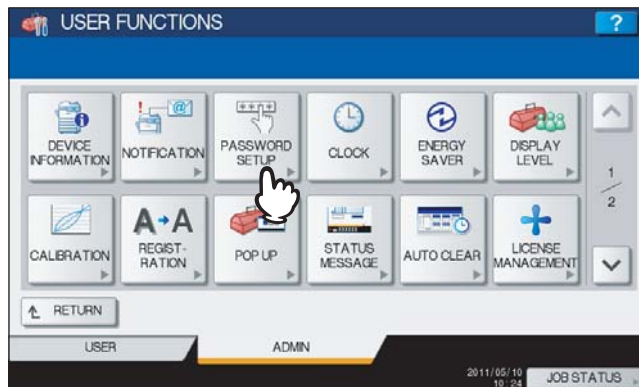 USER FUNCTIONS
?
DEVICE
INFORMATION
NOTIFICATION
PASSWORD
SETUP
CLOCK
ENERGY
SAVER
DISPLAY
LEVEL
1
2
CALIBRATION
A→A
REGIST-
RATION
POP UP
STATUS
MESSAGE
AUTO CLEAR
LICENSE
MANAGEMENT
RETURN
USER
ADMIN
2011/05/10
10:24
JOB STATUS